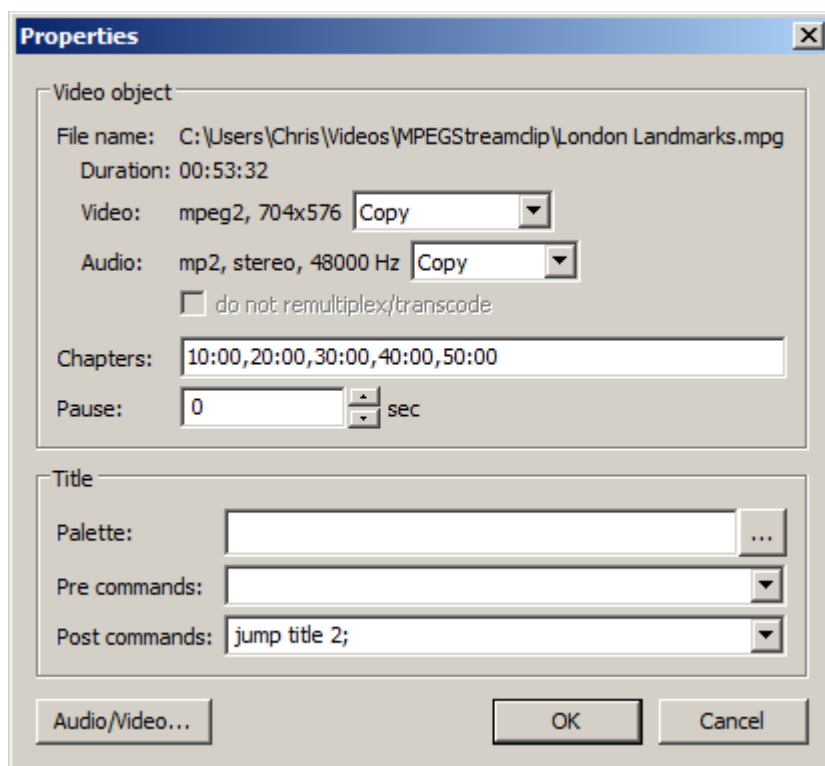 Properties
Video object
File name: C:\Users\Chris\Videos\MPEGStreamclip\London Landmarks.mpg
Duration: 00:53:32
Video: mpeg2, 704x576 Copy
Audio: mp2, stereo, 48000 Hz Copy
do not remultiplex/transcode
Chapters: 10:00,20:00,30:00,40:00,50:00
Pause: 0 sec
Title
Palette: ...
Pre commands:
Post commands: jump title 2;
Audio/Video... OK Cancel